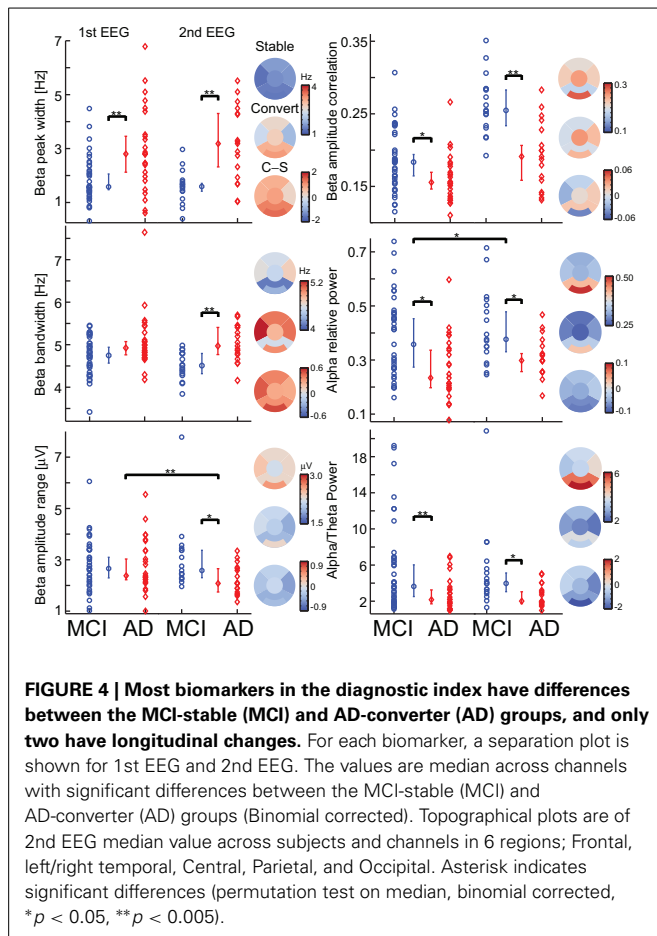 1st EEG 2nd EEG
Stable
Hz
4
1
Convert
C–S
2
0
-2
Beta peak width [Hz]
7
5
3
1
**
**
Beta amplitude correlation
0.35
0.25
0.15
*
**
0.3
0.1
0.06
0
-0.06
Beta bandwidth [Hz]
7
6
5
4
**
Hz
5.2
4
0.6
0
-0.6
Alpha relative power
0.7
0.5
0.3
0.1
*
*
*
0.50
0.25
0.1
0
-0.1
Beta amplitude range [µV]
7
5
3
1
**
*
µV
3.0
1.5
0.9
0
-0.9
Alpha/Theta Power
22
18
14
10
6
2
**
*
6
2
2
0
-2
MCI AD MCI AD
MCI AD MCI AD
FIGURE 4 | Most biomarkers in the diagnostic index have differences
between the MCI-stable (MCI) and AD-converter (AD) groups, and only
two have longitudinal changes. For each biomarker, a separation plot is
shown for 1st EEG and 2nd EEG. The values are median across channels
with significant differences between the MCI-stable (MCI) and
AD-converter (AD) groups (Binomial corrected). Topographical plots are of
2nd EEG median value across subjects and channels in 6 regions; Frontal,
left/right temporal, Central, Parietal, and Occipital. Asterisk indicates
significant differences (permutation test on median, binomial corrected,
*p < 0.05, **p < 0.005).